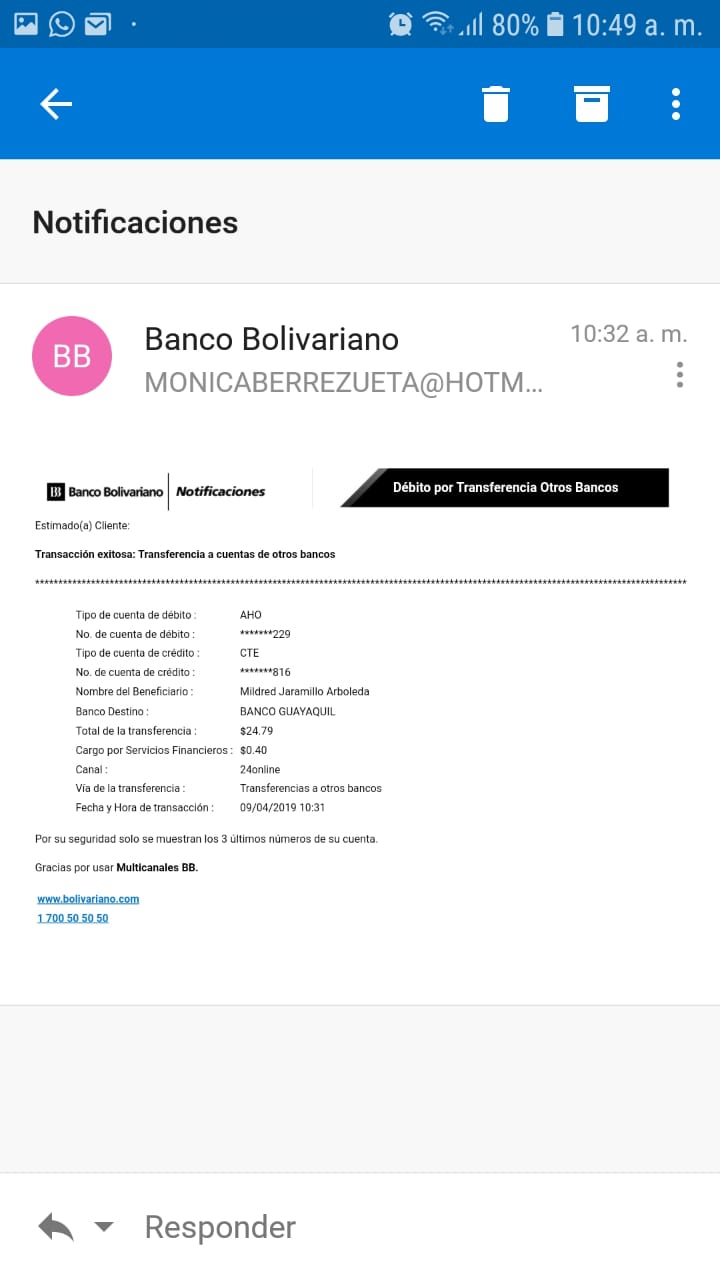 80% 10:49 a. m.
Notificaciones
BB
Banco Bolivariano
10:32 a. m.
MONICABERREZUETA@HOTM...
BB Banco Bolivariano Notificaciones
Débito por Transferencia Otros Bancos
Estimado(a) Cliente:
Transacción exitosa: Transferencia a cuentas de otros bancos
********************************************************************************************************************************************
Tipo de cuenta de débito : AHO
No. de cuenta de débito : *******229
Tipo de cuenta de crédito : CTE
No. de cuenta de crédito : *******816
Nombre del Beneficiario : Mildred Jaramillo Arboleda
Banco Destino : BANCO GUAYAQUIL
Total de la transferencia : $24.79
Cargo por Servicios Financieros : $0.40
Canal : 24online
Vía de la transferencia : Transferencias a otros bancos
Fecha y Hora de transacción : 09/04/2019 10:31
Por su seguridad solo se muestran los 3 últimos números de su cuenta.
Gracias por usar Multicanales BB.
www.bolivariano.com
1 700 50 50 50
Responder